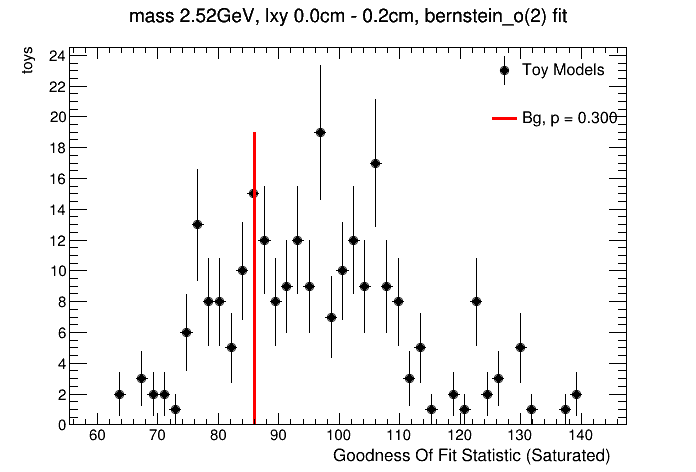 mass 2.52GeV, lxy 0.0cm - 0.2cm, bernstein_o(2) fit
toys
24
22
20
18
16
14
12
10
8
6
4
2
0
Toy Models
Bg, p = 0.300
60 70 80 90 100 110 120 130 140
Goodness Of Fit Statistic (Saturated)